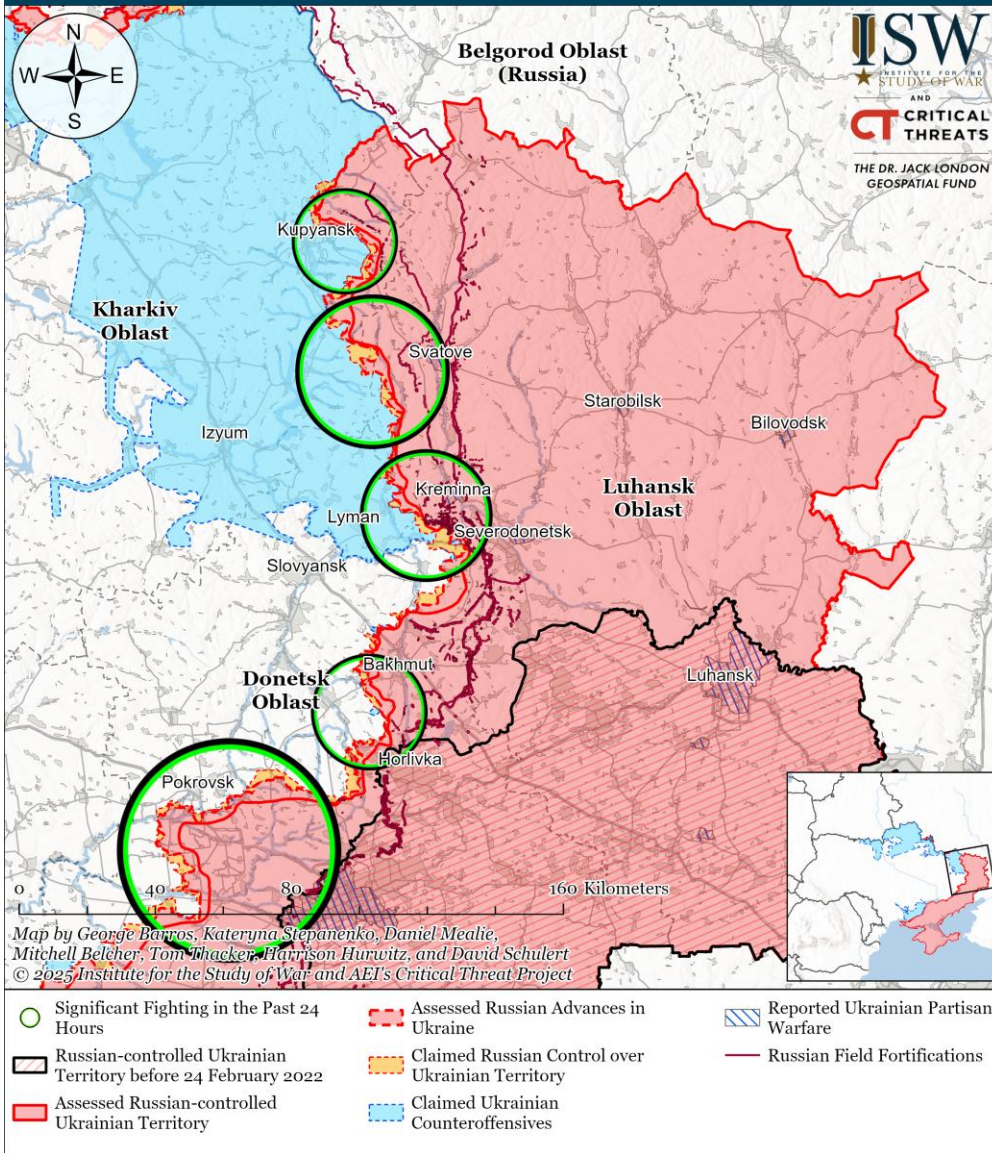 N
W E
S
Belgorod Oblast
(Russia)
ISW
INSTITUTE FOR THE
STUDY OF WAR
AND
CT CRITICAL
THREATS
THE DR. JACK LONDON
GEOSPATIAL FUND
Kupyansk
Kharkiv
Oblast
Svatove
Starobilsk
Bilovodsk
Izyum
Kreminna
Luhansk
Oblast
Lyman
Severodonetsk
Slovyansk
Bakhmut
Luhansk
Donetsk
Oblast
Horlivka
Pokrovsk
0 40 80 160 Kilometers
Map by George Barros, Kateryna Stepanenko, Daniel Mealie,
Mitchell Belcher, Tom Thacker, Harrison Hurwitz, and David Schulert
© 2025 Institute for the Study of War and AEI's Critical Threat Project
Significant Fighting in the Past 24
Hours
Russian-controlled Ukrainian
Territory before 24 February 2022
Assessed Russian-controlled
Ukrainian Territory
Assessed Russian Advances in
Ukraine
Claimed Russian Control over
Ukrainian Territory
Claimed Ukrainian
Counteroffensives
Reported Ukrainian Partisan
Warfare
Russian Field Fortifications